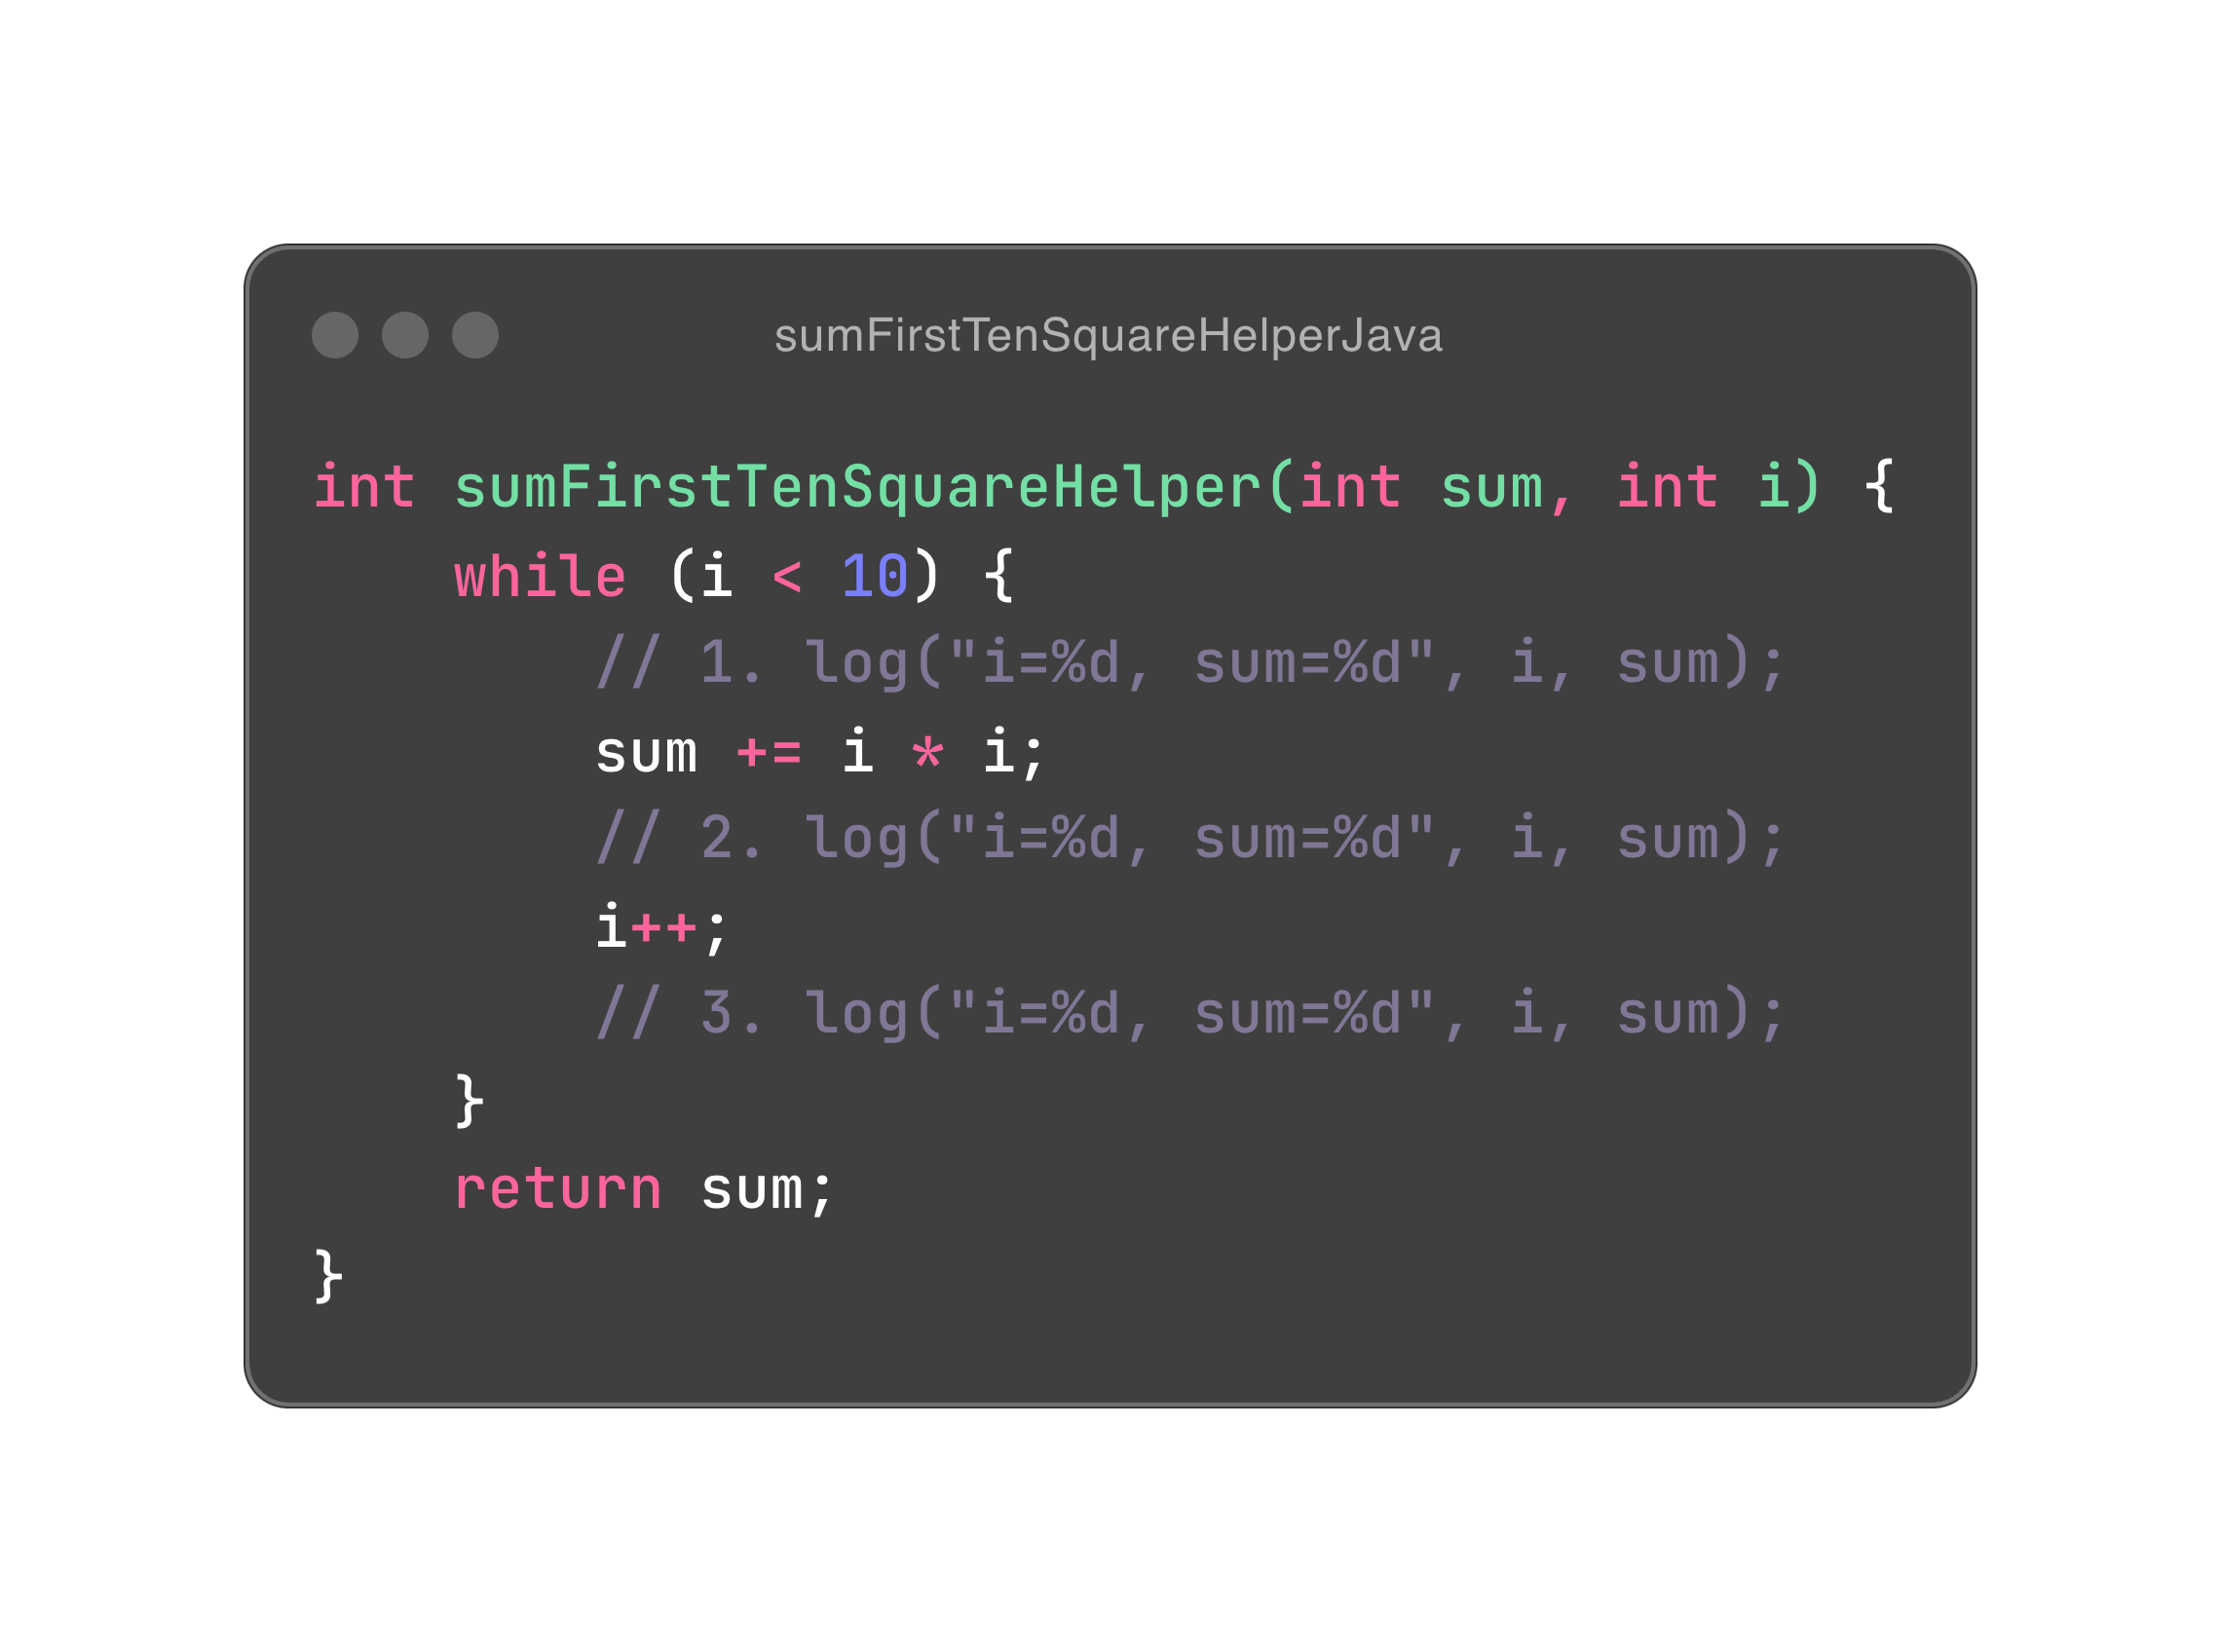 sumFirstTenSquareHelperJava
int sumFirstTenSquareHelper(int sum, int i) {
    while (i < 10) {
        // 1. log("i=%d, sum=%d", i, sum);
        sum += i * i;
        // 2. log("i=%d, sum=%d", i, sum);
        i++;
        // 3. log("i=%d, sum=%d", i, sum);
    }
    return sum;
}